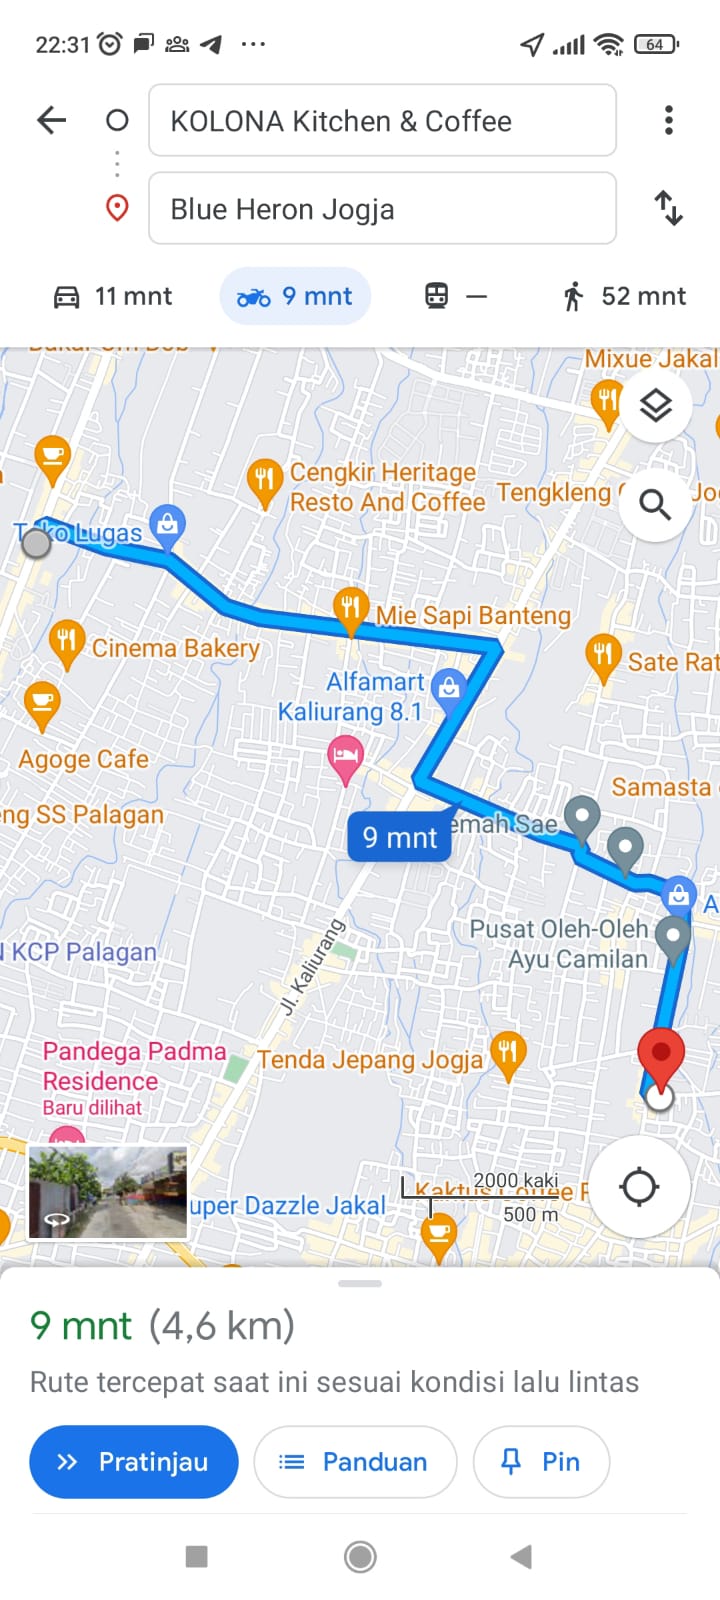 22:31
64
KOLONA Kitchen & Coffee
Blue Heron Jogja
11 mnt
9 mnt
—
52 mnt
Mixue Jakal
Cengkir Heritage
Resto And Coffee
Tengkleng
Lugas
Mie Sapi Banteng
Cinema Bakery
Sate Rat
Alfamart
Kaliurang 8.1
Agoge Cafe
Samasta
ng SS Palagan
9 mnt
emah Sae
A
Pusat Oleh-Oleh
Ayu Camilan
KCP Palagan
Jl. Kaliurang
Pandega Padma
Residence
Baru dilihat
Tenda Jepang Jogja
2000 kaki
500 m
uper Dazzle Jakal
9 mnt (4,6 km)
Rute tercepat saat ini sesuai kondisi lalu lintas
Pratinjau
Panduan
Pin